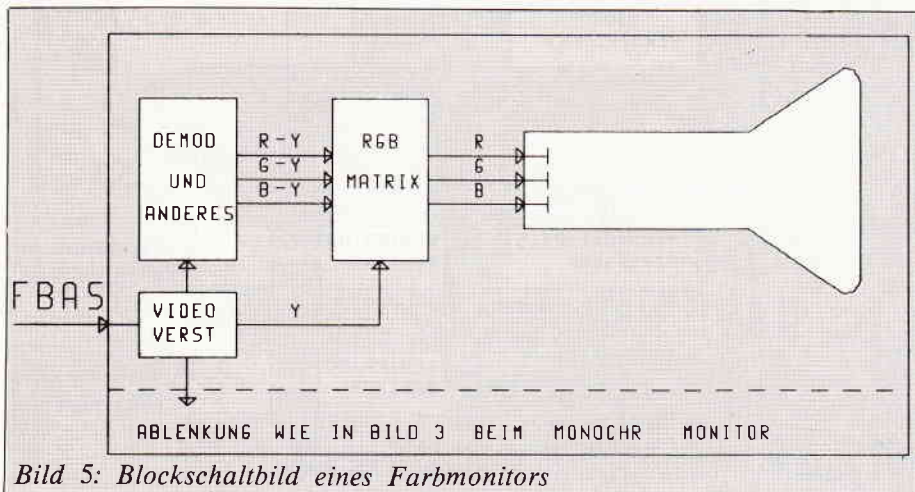 DEMOD
UND
ANDERES
R-Y
G-Y
B-Y
RGB
MATRIX
R
G
B
FBAS
VIDEO
VERST
Y
ABLENKUNG WIE IN BILD 3 BEIM MONOCHR MONITOR
Bild 5: Blockschaltbild eines Farbmonitors